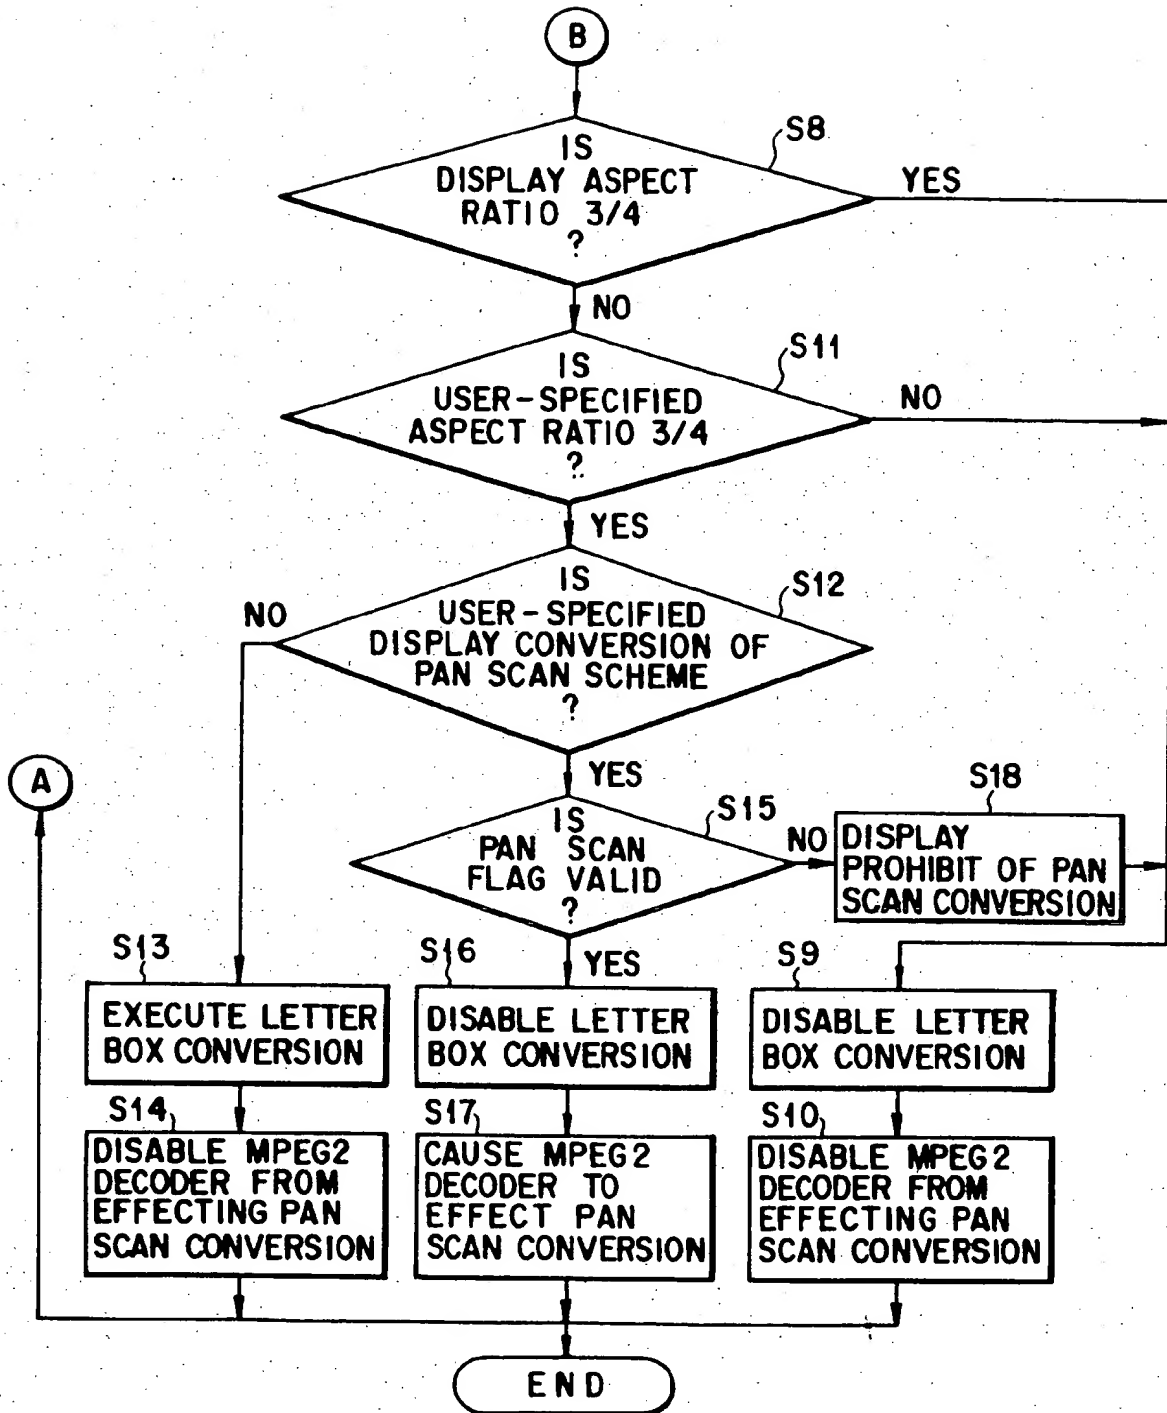 B
S8
IS
DISPLAY ASPECT
RATIO 3/4
?
YES
NO
S11
IS
USER-SPECIFIED
ASPECT RATIO 3/4
?
NO
YES
S12
IS
USER-SPECIFIED
DISPLAY CONVERSION OF
PAN SCAN SCHEME
?
NO
YES
A
S15
IS
PAN SCAN
FLAG VALID
?
NO
YES
S18
DISPLAY
PROHIBIT OF PAN
SCAN CONVERSION
S13
EXECUTE LETTER
BOX CONVERSION
S16
DISABLE LETTER
BOX CONVERSION
S9
DISABLE LETTER
BOX CONVERSION
S14
DISABLE MPEG2
DECODER FROM
EFFECTING PAN
SCAN CONVERSION
S17
CAUSE MPEG2
DECODER TO
EFFECT PAN
SCAN CONVERSION
S10
DISABLE MPEG2
DECODER FROM
EFFECTING PAN
SCAN CONVERSION
END